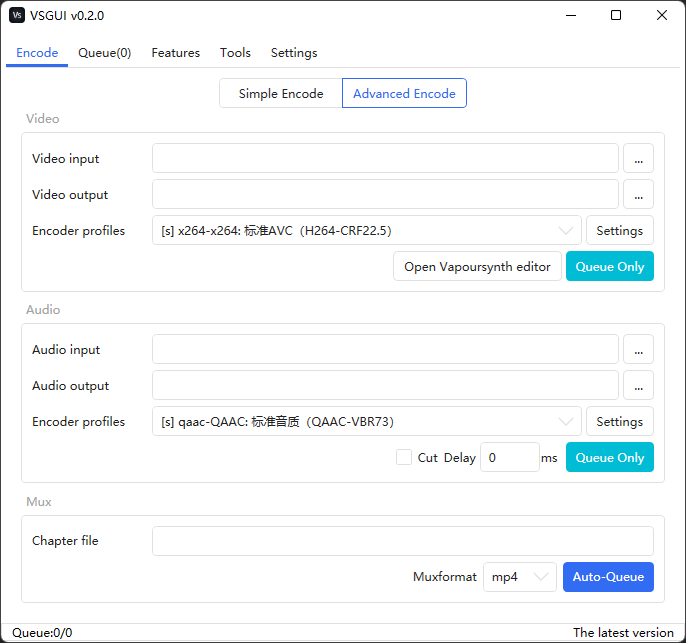 Vs VSGUI v0.2.0
Encode Queue(0) Features Tools Settings
Simple Encode Advanced Encode
Video
Video input ...
Video output ...
Encoder profiles [s] x264-x264: 标准AVC（H264-CRF22.5） Settings
Open Vapoursynth editor Queue Only
Audio
Audio input ...
Audio output ...
Encoder profiles [s] qaac-QAAC: 标准音质（QAAC-VBR73） Settings
Cut Delay 0 ms Queue Only
Mux
Chapter file
Muxformat mp4 Auto-Queue
Queue:0/0 The latest version